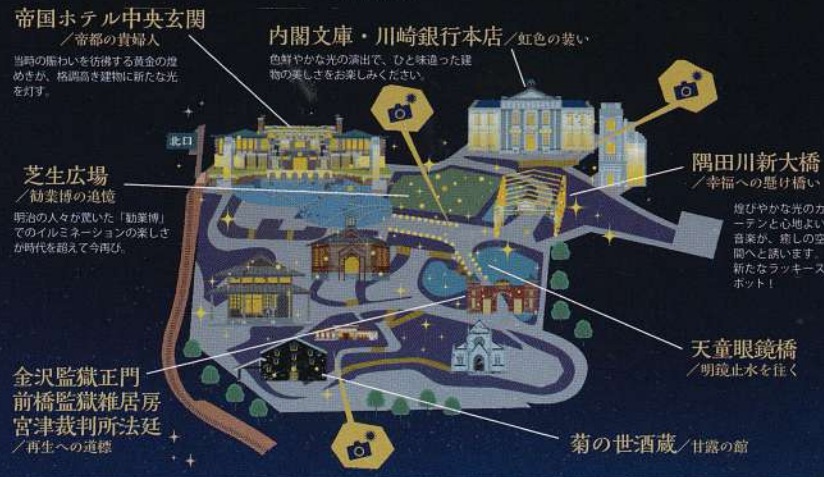 帝国ホテル中央玄関
／帝都の貴婦人
当時の賑わいを彷彿する黄金の煌
めきが、格調高き建物に新たな光
を灯す。
内閣文庫・川崎銀行本店／虹色の装い
色鮮やかな光の演出で、ひと味違った建
物の美しさをお楽しみください。
北口
芝生広場
／勧業博の追憶
明治の人々が驚いた「勧業博」
でのイルミネーションの楽しさ
が時代を超えて今再び。
隅田川新大橋
／幸福への懸け橋い
煌びやかな光のカ
ーテンと心地よい
音楽が、癒しの空
間へと誘います。
新たなラッキース
ポット！
天童眼鏡橋
／明鏡止水を往く
金沢監獄正門
前橋監獄雑居房
宮津裁判所法廷
／再生への道標
菊の世酒蔵／甘露の館